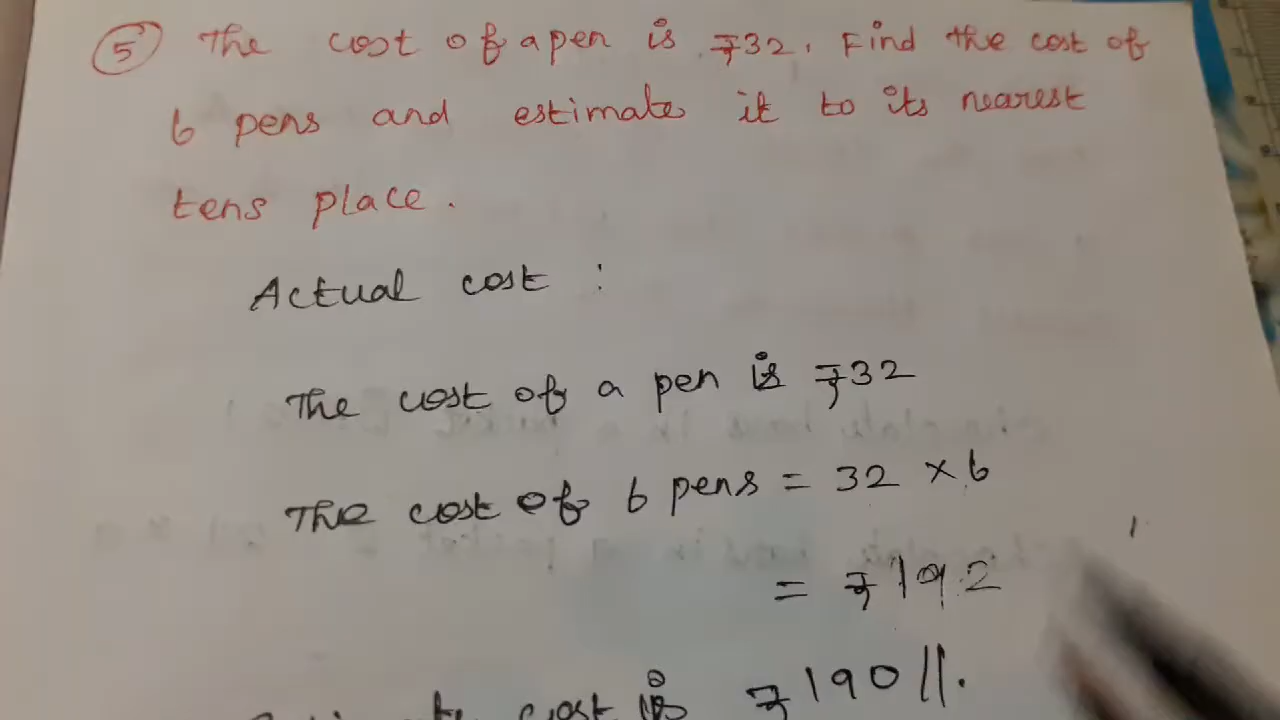 5 The cost of a pen is ₹32. Find the cost of
6 pens and estimate it to its nearest
tens place.
Actual cost :
The cost of a pen is ₹32
The cost of 6 pens = 32 × 6
= ₹192
cost is ₹190 //.